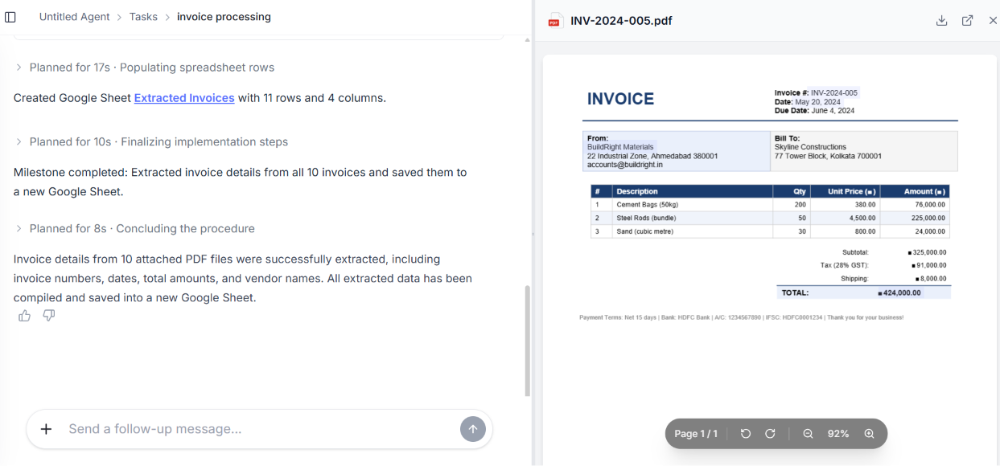 Untitled Agent > Tasks > invoice processing
> Planned for 17s · Populating spreadsheet rows
Created Google Sheet Extracted Invoices with 11 rows and 4 columns.
> Planned for 10s · Finalizing implementation steps
Milestone completed: Extracted invoice details from all 10 invoices and saved them to
a new Google Sheet.
> Planned for 8s · Concluding the procedure
Invoice details from 10 attached PDF files were successfully extracted, including
invoice numbers, dates, total amounts, and vendor names. All extracted data has been
compiled and saved into a new Google Sheet.
Send a follow-up message...
PDF
INV-2024-005.pdf
INVOICE
Invoice #: INV-2024-005
Date: May 20, 2024
Due Date: June 4, 2024
From:
BuildRight Materials
22 Industrial Zone, Ahmedabad 380001
accounts@buildright.in
Bill To:
Skyline Constructions
77 Tower Block, Kolkata 700001
# Description Qty Unit Price (■) Amount (■)
1 Cement Bags (50kg) 200 380.00 76,000.00
2 Steel Rods (bundle) 50 4,500.00 225,000.00
3 Sand (cubic metre) 30 800.00 24,000.00
Subtotal: ■325,000.00
Tax (28% GST): ■91,000.00
Shipping: ■8,000.00
TOTAL: ■424,000.00
Payment Terms: Net 15 days | Bank: HDFC Bank | A/C: 1234567890 | IFSC: HDFC0001234 | Thank you for your business!
Page 1 / 1
92%